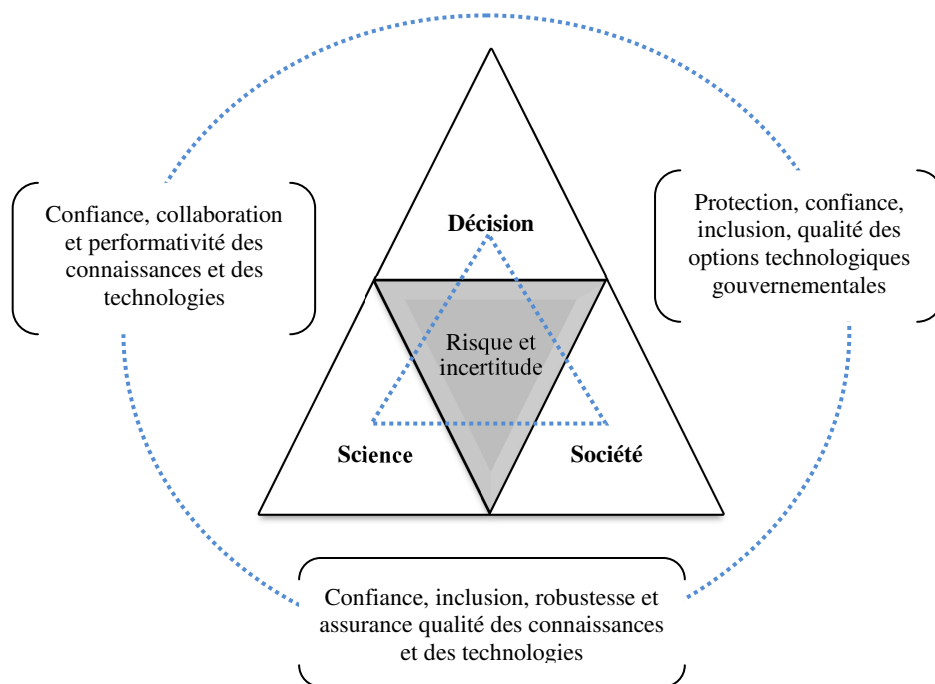 Confiance, collaboration
et performativité des
connaissances et des
technologies
Protection, confiance,
inclusion, qualité des
options technologiques
gouvernementales
Décision
Risque et
incertitude
Science
Société
Confiance, inclusion, robustesse et
assurance qualité des connaissances
et des technologies